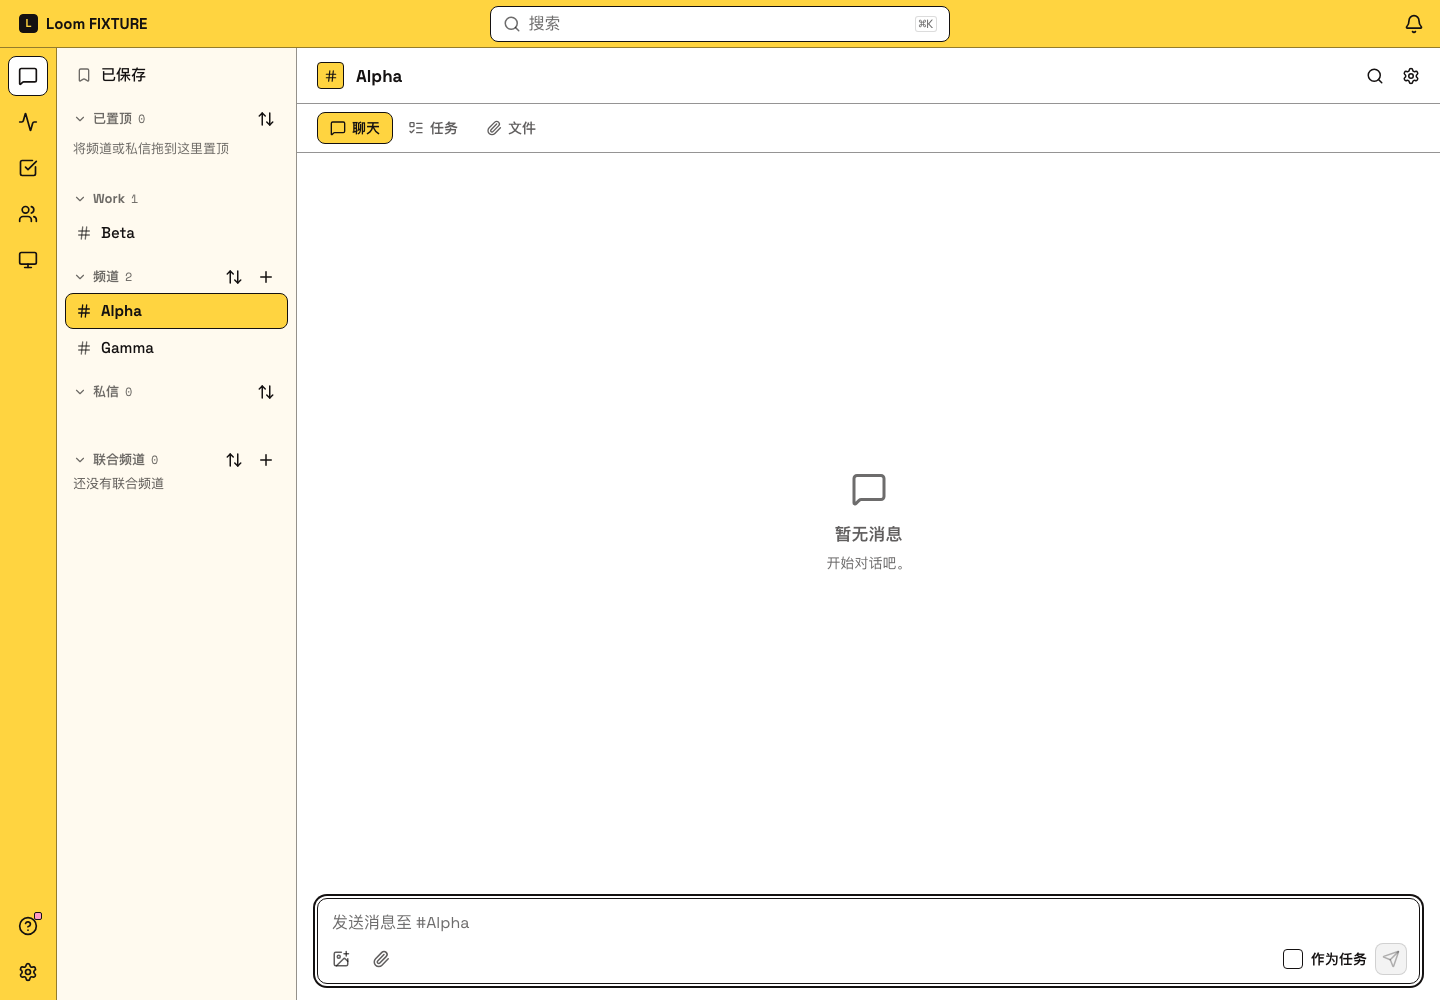 L Loom FIXTURE
搜索 ⌘K
已保存
已置顶 0
将频道或私信拖到这里置顶
Work 1
Beta
频道 2
Alpha
Gamma
私信 0
联合频道 0
还没有联合频道
# Alpha
聊天 任务 文件
暂无消息
开始对话吧。
发送消息至 #Alpha
作为任务